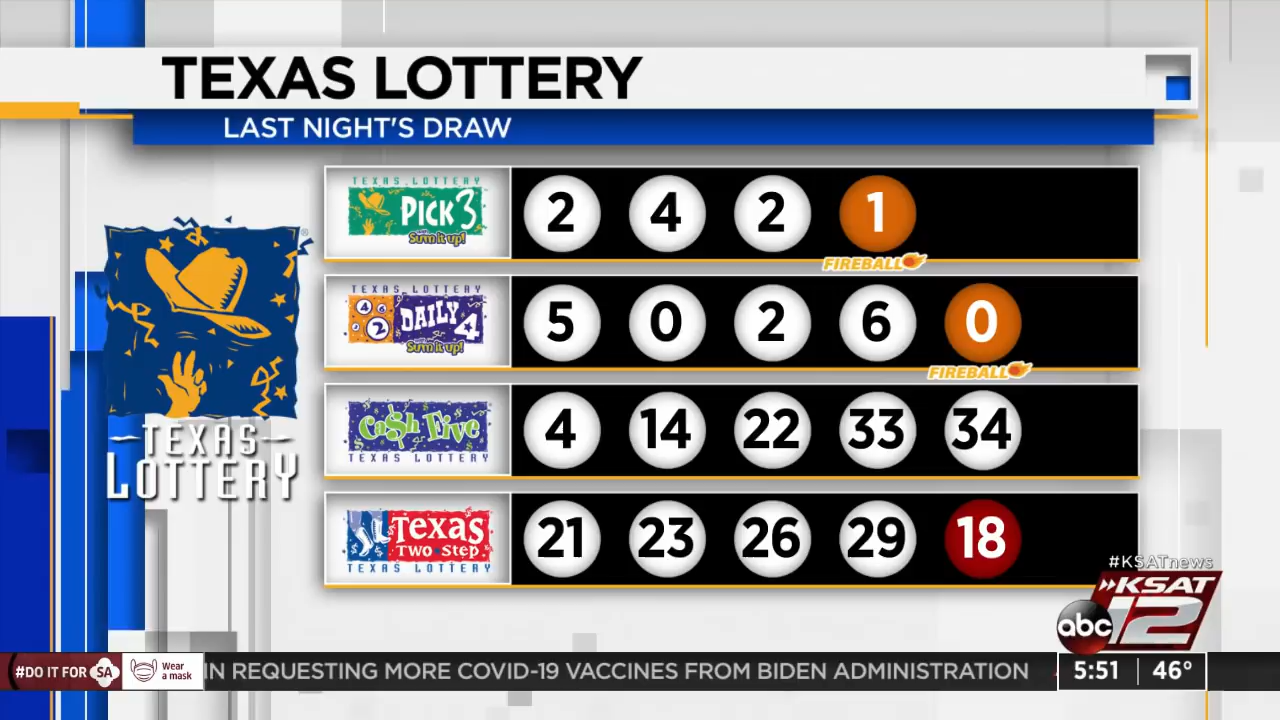 TEXAS LOTTERY
LAST NIGHT'S DRAW
TEXAS LOTTERY
PICK 3
Sum it up!
2 4 2 1
FIREBALL
TEXAS LOTTERY
DAILY 4
Sum it up!
5 0 2 6 0
FIREBALL
Ca$h Five
TEXAS LOTTERY
4 14 22 33 34
Texas
Two Step
TEXAS LOTTERY
21 23 26 29 18
TEXAS
LOTTERY
®
#KSATnews
KSAT
abc 12
#DO IT FOR SA
Wear
a mask
IN REQUESTING MORE COVID-19 VACCINES FROM BIDEN ADMINISTRATION
5:51 46°